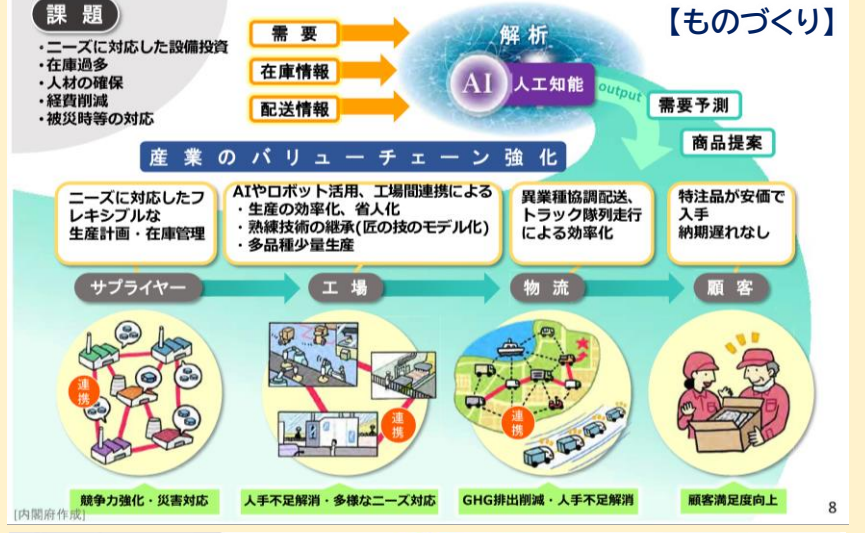 課 題
・ニーズに対応した設備投資
・在庫過多
・人材の確保
・経費削減
・被災時等の対応
需 要
在庫情報
配送情報
解析
AI 人工知能
【ものづくり】
output
需要予測
商品提案
産 業 の バ リ ュ ー チ ェ ー ン 強 化
ニーズに対応したフ
レキシブルな
生産計画・在庫管理
AIやロボット活用、工場間連携による
・生産の効率化、省人化
・熟練技術の継承(匠の技のモデル化)
・多品種少量生産
異業種協調配送、
トラック隊列走行
による効率化
特注品が安価で
入手
納期遅れなし
サプライヤー
工 場
物 流
顧 客
連
携
連
携
連
携
競争力強化・災害対応
人手不足解消・多様なニーズ対応
GHG排出削減・人手不足解消
顧客満足度向上
[内閣府作成]
8